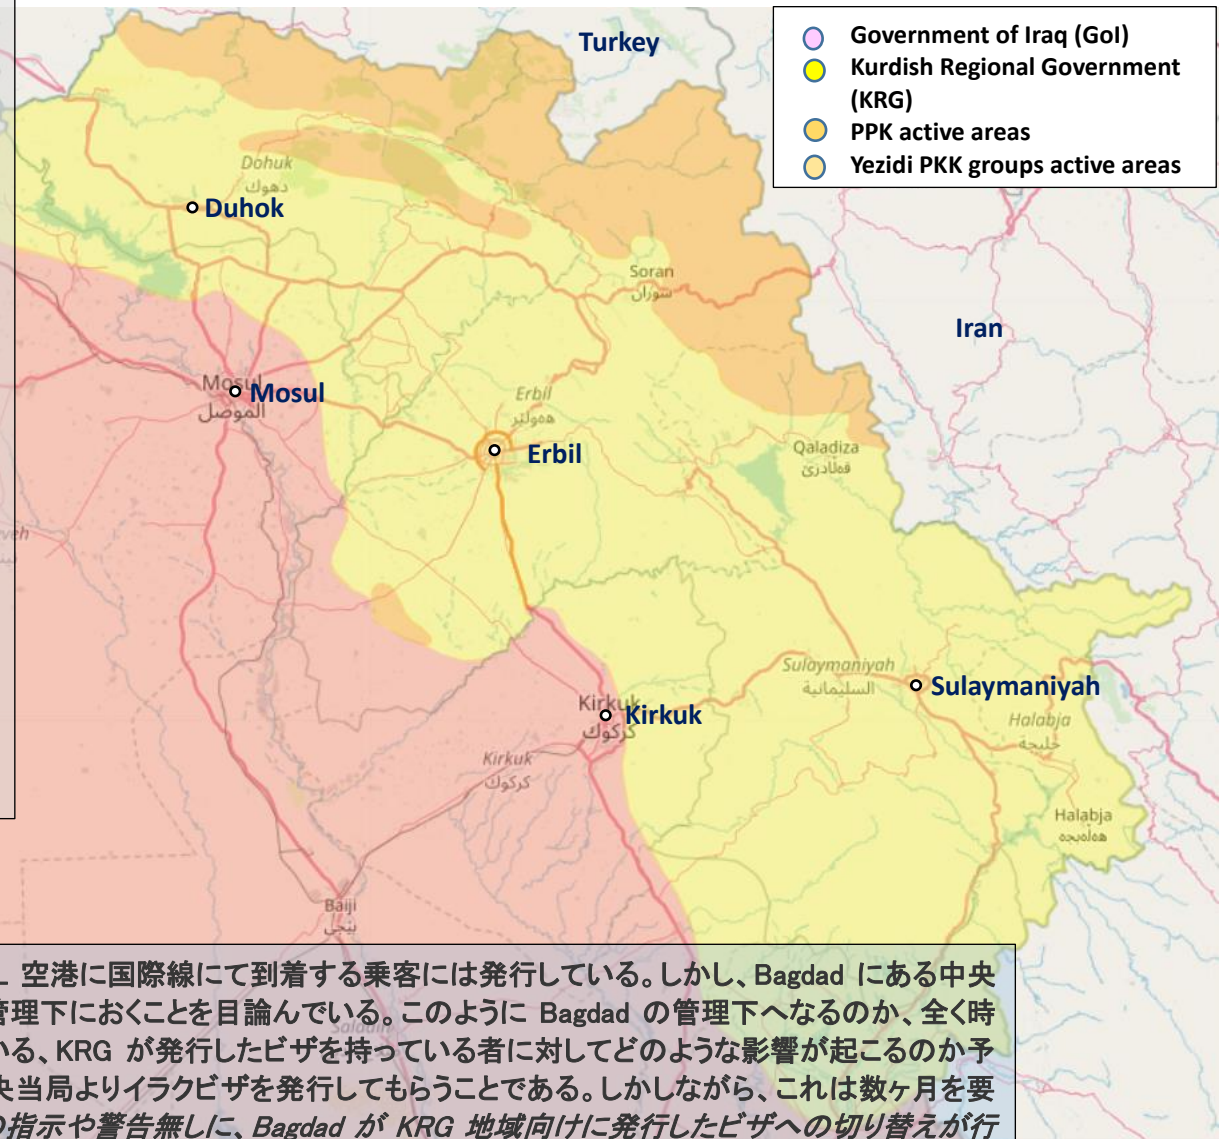 Turkey
Government of Iraq (GoI)
Kurdish Regional Government
(KRG)
PPK active areas
Yezidi PKK groups active areas
Dohuk
دهوك
Duhok
Soran
سۆران
Iran
Mosul
الموصل
Mosul
Erbil
هەولێر
Erbil
Qaladiza
قەڵادزێ
Sulaymaniyah
السليمانية
Sulaymaniyah
Kirkuk
كركوك
Kirkuk
Halabja
حلبجة
Kirkuk
كركوك
Halabja
هەڵەبجە
Baiji
بيجي
空港に国際線にて到着する乗客には発行している。しかし、Bagdad にある中央
管理下におくことを目論んでいる。このように Bagdad の管理下へなるのか、全く時
いる、KRG が発行したビザを持っている者に対してどのような影響が起こるのか予
央当局よりイラクビザを発行してもらうことである。しかしながら、これは数ヶ月を要
の指示や警告無しに、Bagdad が KRG 地域向けに発行したビザへの切り替えが行